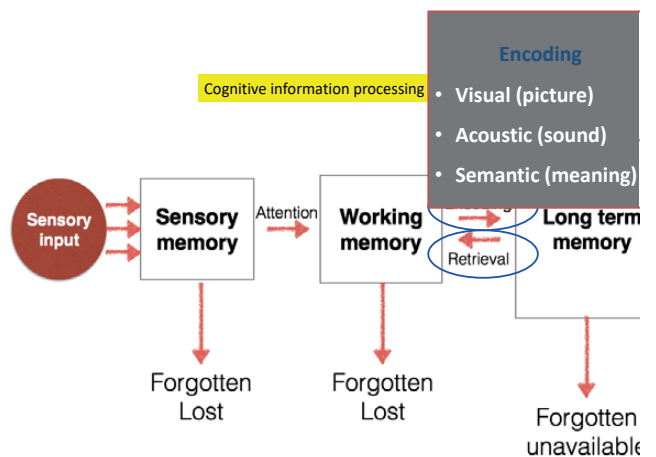 Encoding
Cognitive information processing
• Visual (picture)
• Acoustic (sound)
• Semantic (meaning)
Sensory
input
Sensory
memory
Attention
Working
memory
Retrieval
Long term
memory
Forgotten
Lost
Forgotten
Lost
Forgotten
unavailable